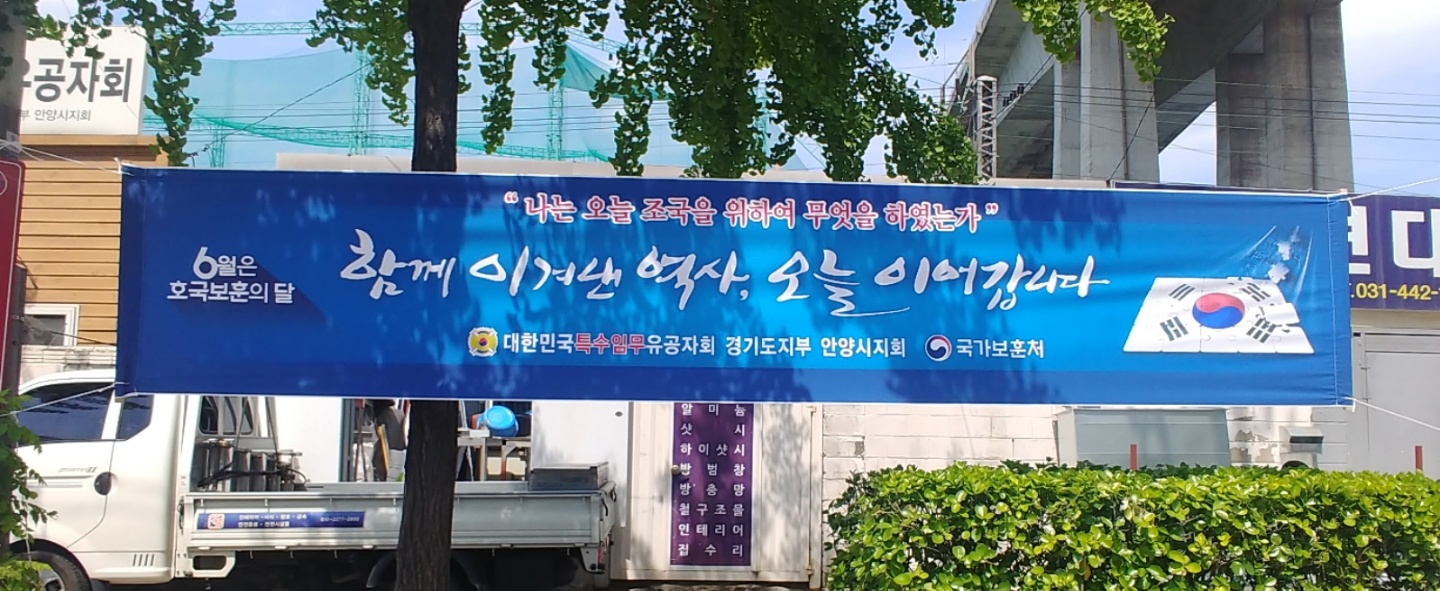 유공자회
부 안양시지회
“ 나는 오늘 조국을 위하여 무엇을 하였는가 ”
6월은
호국보훈의 달
함께 이겨낸 역사, 오늘 이어갑니다
대한민국특수임무유공자회 경기도지부 안양시지회
국가보훈처
현대
T.031-442-
알 미 늄
샷 시
하이샷시
방 범 창
방 충 망
철구조물
인테리어
집 수 리